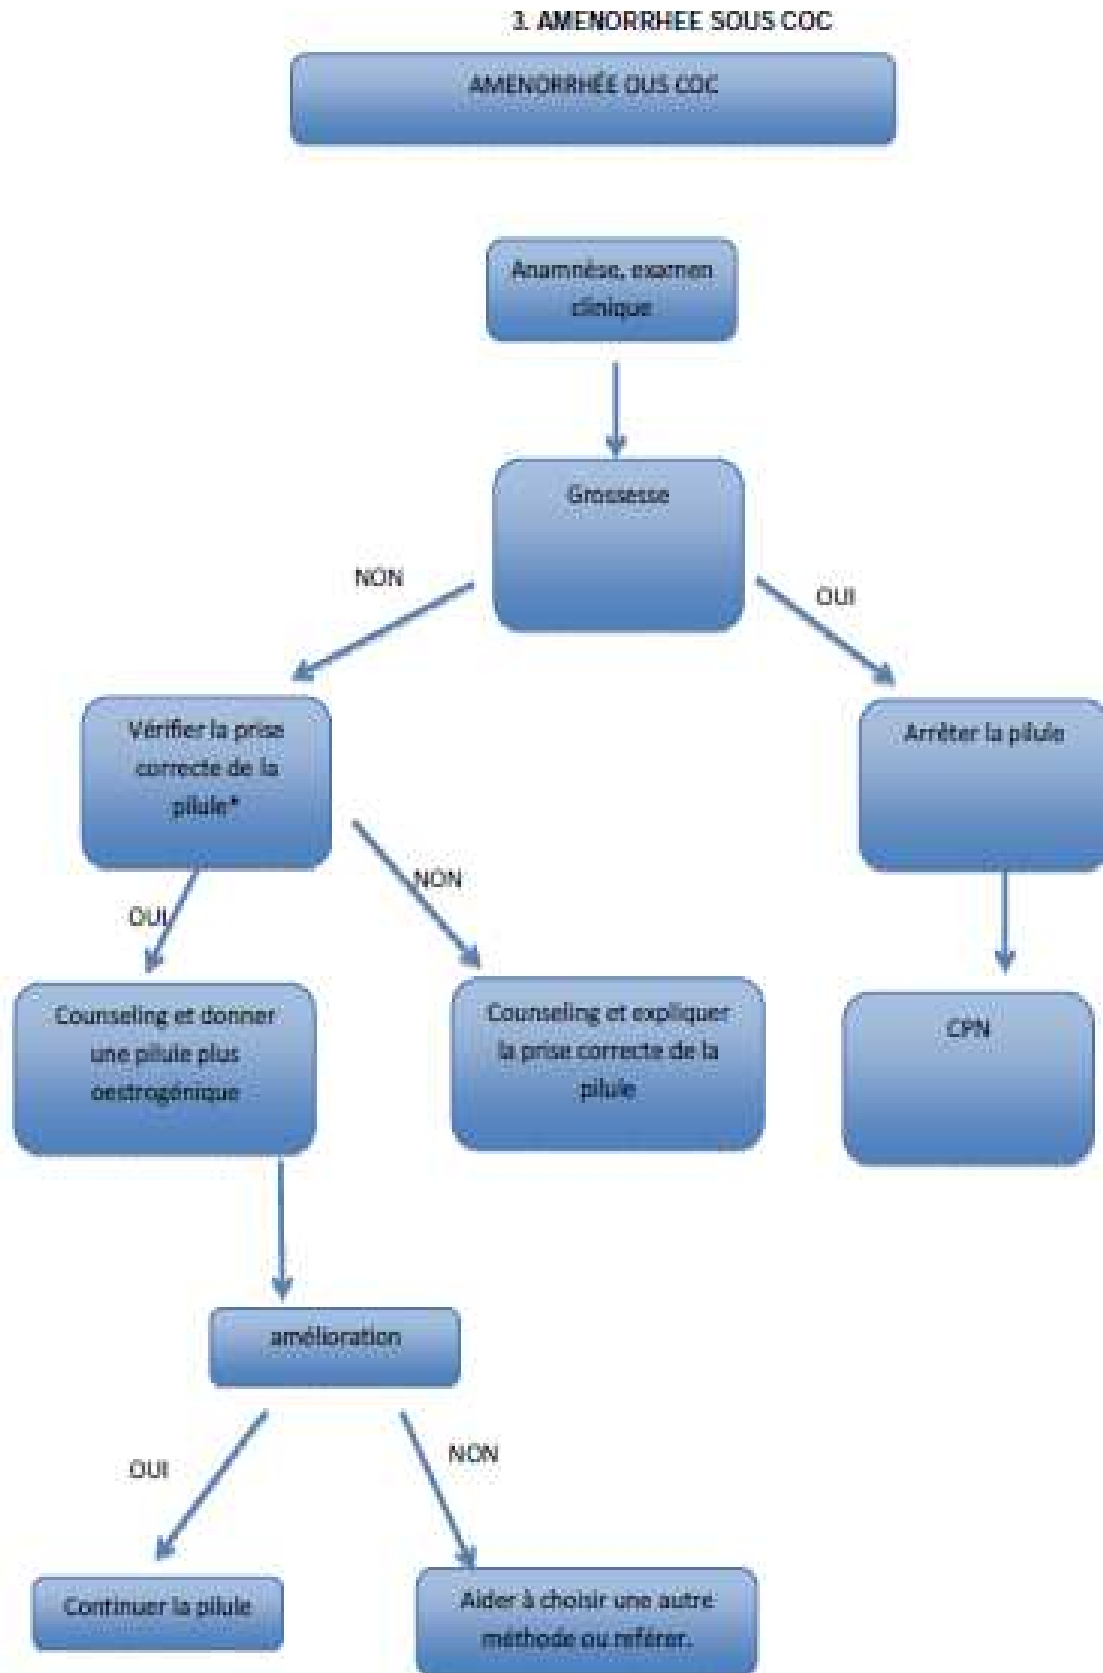 3. AMENORRHEE SOUS COC
AMENORRHÉE OUS COC
Anamnèse, examen
clinique
Grossesse
NON
OUI
Vérifier la prise
correcte de la
pilule*
Arrêter la pilule
OUI
NON
Counseling et donner
une pilule plus
oestrogénique
Counseling et expliquer
la prise correcte de la
pilule
CPN
amélioration
OUI
NON
Continuer la pilule
Aider à choisir une autre
méthode ou référer.